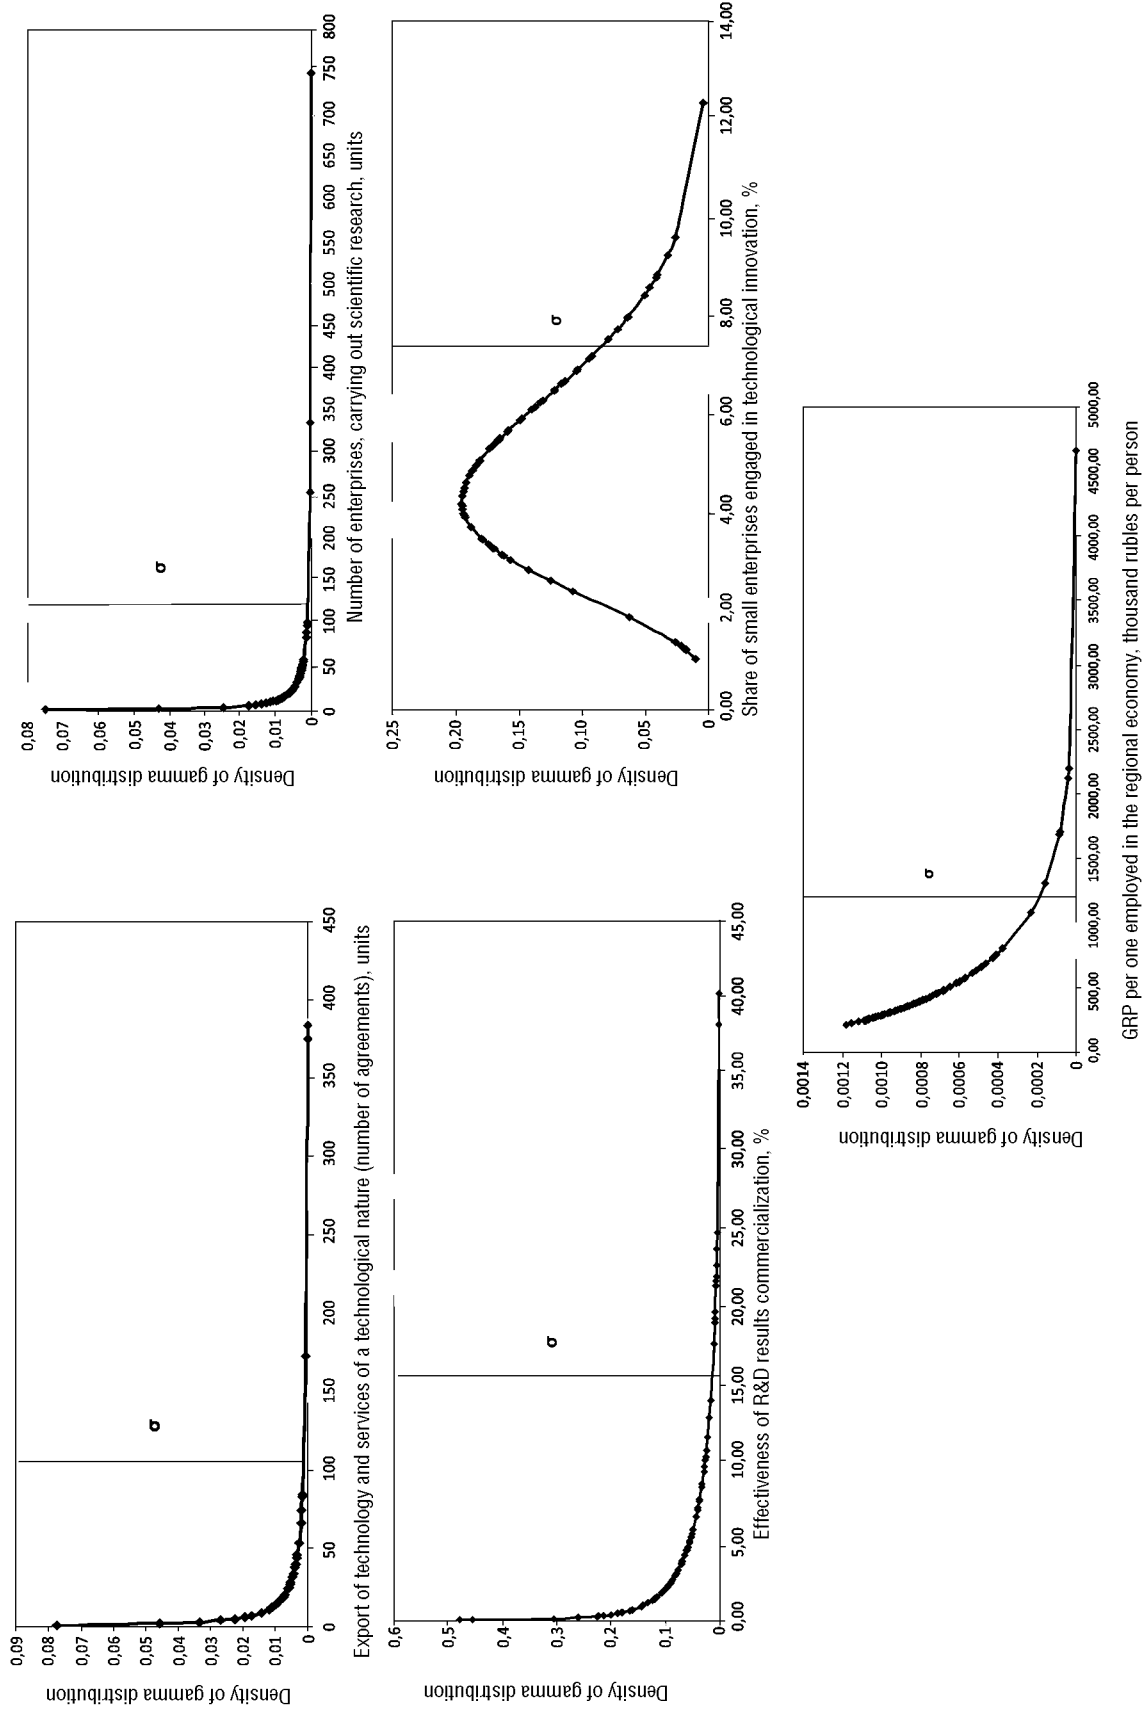 Density of gamma distribution
0,09
0,08
0,07
0,06
0,05
0,04
0,03
0,02
0,01
0
σ
0 50 100 150 200 250 300 350 400 450
Export of technology and services of a technological nature (number of agreements), units
Density of gamma distribution
0,08
0,07
0,06
0,05
0,04
0,03
0,02
0,01
0
σ
0 50 100 150 200 250 300 350 400 450 500 550 600 650 700 750 800
Number of enterprises, carrying out scientific research, units
Density of gamma distribution
0,6
0,5
0,4
0,3
0,2
0,1
0
σ
0,00 5,00 10,00 15,00 20,00 25,00 30,00 35,00 40,00 45,00
Effectiveness of R&D results commercialization, %
Density of gamma distribution
0,25
0,20
0,15
0,10
0,05
0
σ
0,00 2,00 4,00 6,00 8,00 10,00 12,00 14,00
Share of small enterprises engaged in technological innovation, %
Density of gamma distribution
0,0014
0,0012
0,0010
0,0008
0,0006
0,0004
0,0002
0
σ
0,00 500,00 1000,00 1500,00 2000,00 2500,00 3000,00 3500,00 4000,00 4500,00 5000,00
GRP per one employed in the regional economy, thousand rubles per person